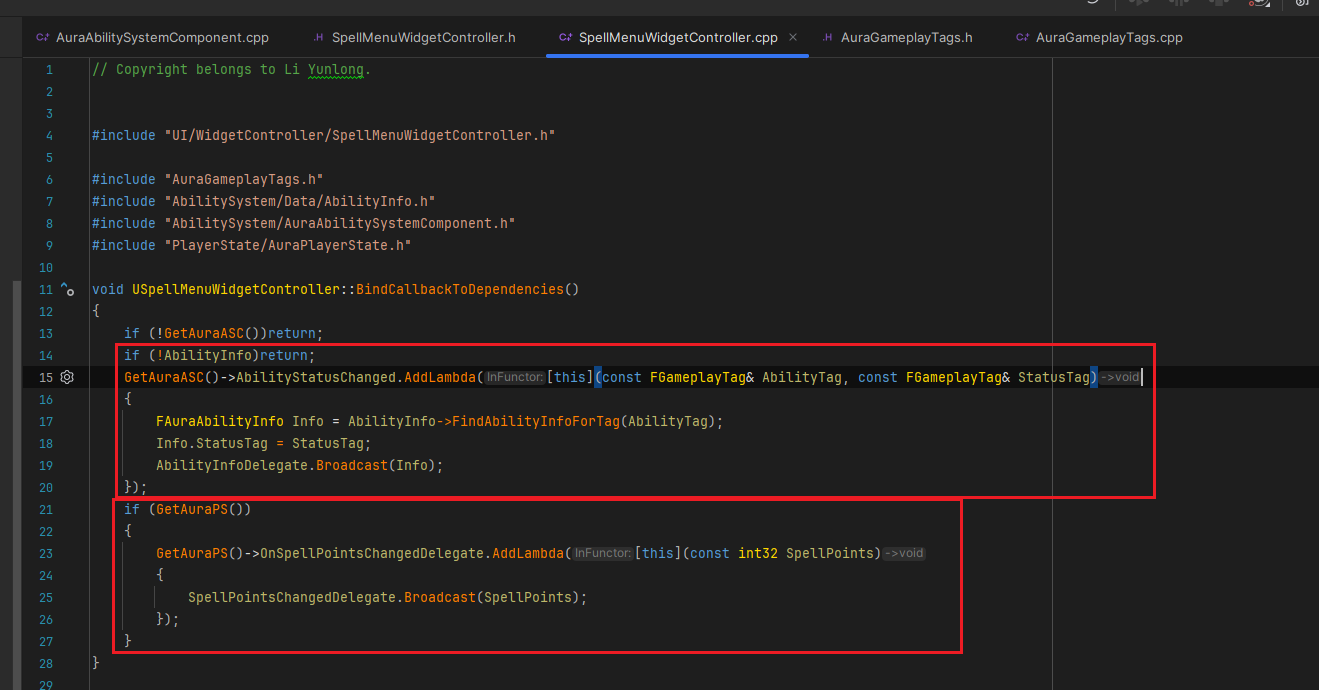 AuraAbilitySystemComponent.cpp
SpellMenuWidgetController.h
SpellMenuWidgetController.cpp
AuraGameplayTags.h
AuraGameplayTags.cpp
1 // Copyright belongs to Li Yunlong.
2
3
4 #include "UI/WidgetController/SpellMenuWidgetController.h"
5
6 #include "AuraGameplayTags.h"
7 #include "AbilitySystem/Data/AbilityInfo.h"
8 #include "AbilitySystem/AuraAbilitySystemComponent.h"
9 #include "PlayerState/AuraPlayerState.h"
10
11 void USpellMenuWidgetController::BindCallbackToDependencies()
12 {
13 if (!GetAuraASC())return;
14 if (!AbilityInfo)return;
15 GetAuraASC()->AbilityStatusChanged.AddLambda(InFunctor:[this](const FGameplayTag& AbilityTag, const FGameplayTag& StatusTag)->void
16 {
17 FAuraAbilityInfo Info = AbilityInfo->FindAbilityInfoForTag(AbilityTag);
18 Info.StatusTag = StatusTag;
19 AbilityInfoDelegate.Broadcast(Info);
20 });
21 if (GetAuraPS())
22 {
23 GetAuraPS()->OnSpellPointsChangedDelegate.AddLambda(InFunctor:[this](const int32 SpellPoints)->void
24 {
25 SpellPointsChangedDelegate.Broadcast(SpellPoints);
26 });
27 }
28 }
29